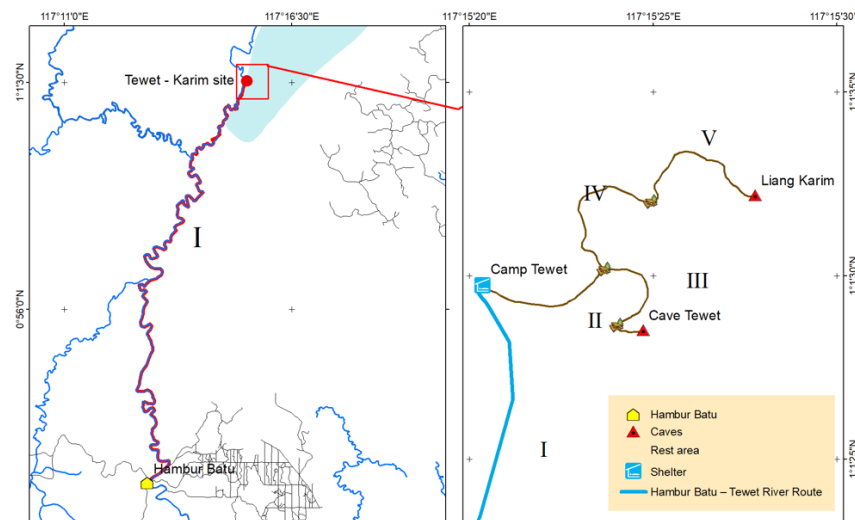 117°11'0"E
117°16'30"E
117°15'20"E
117°15'25"E
117°15'30"E
1°1'30"N
0°56'0"N
Tewet - Karim site
I
Hambur Batu
1°1'35"N
1°1'30"N
1°1'25"N
V
Liang Karim
IV
Camp Tewet
III
II
Cave Tewet
I
Hambur Batu
Caves
Rest area
Shelter
Hambur Batu – Tewet River Route